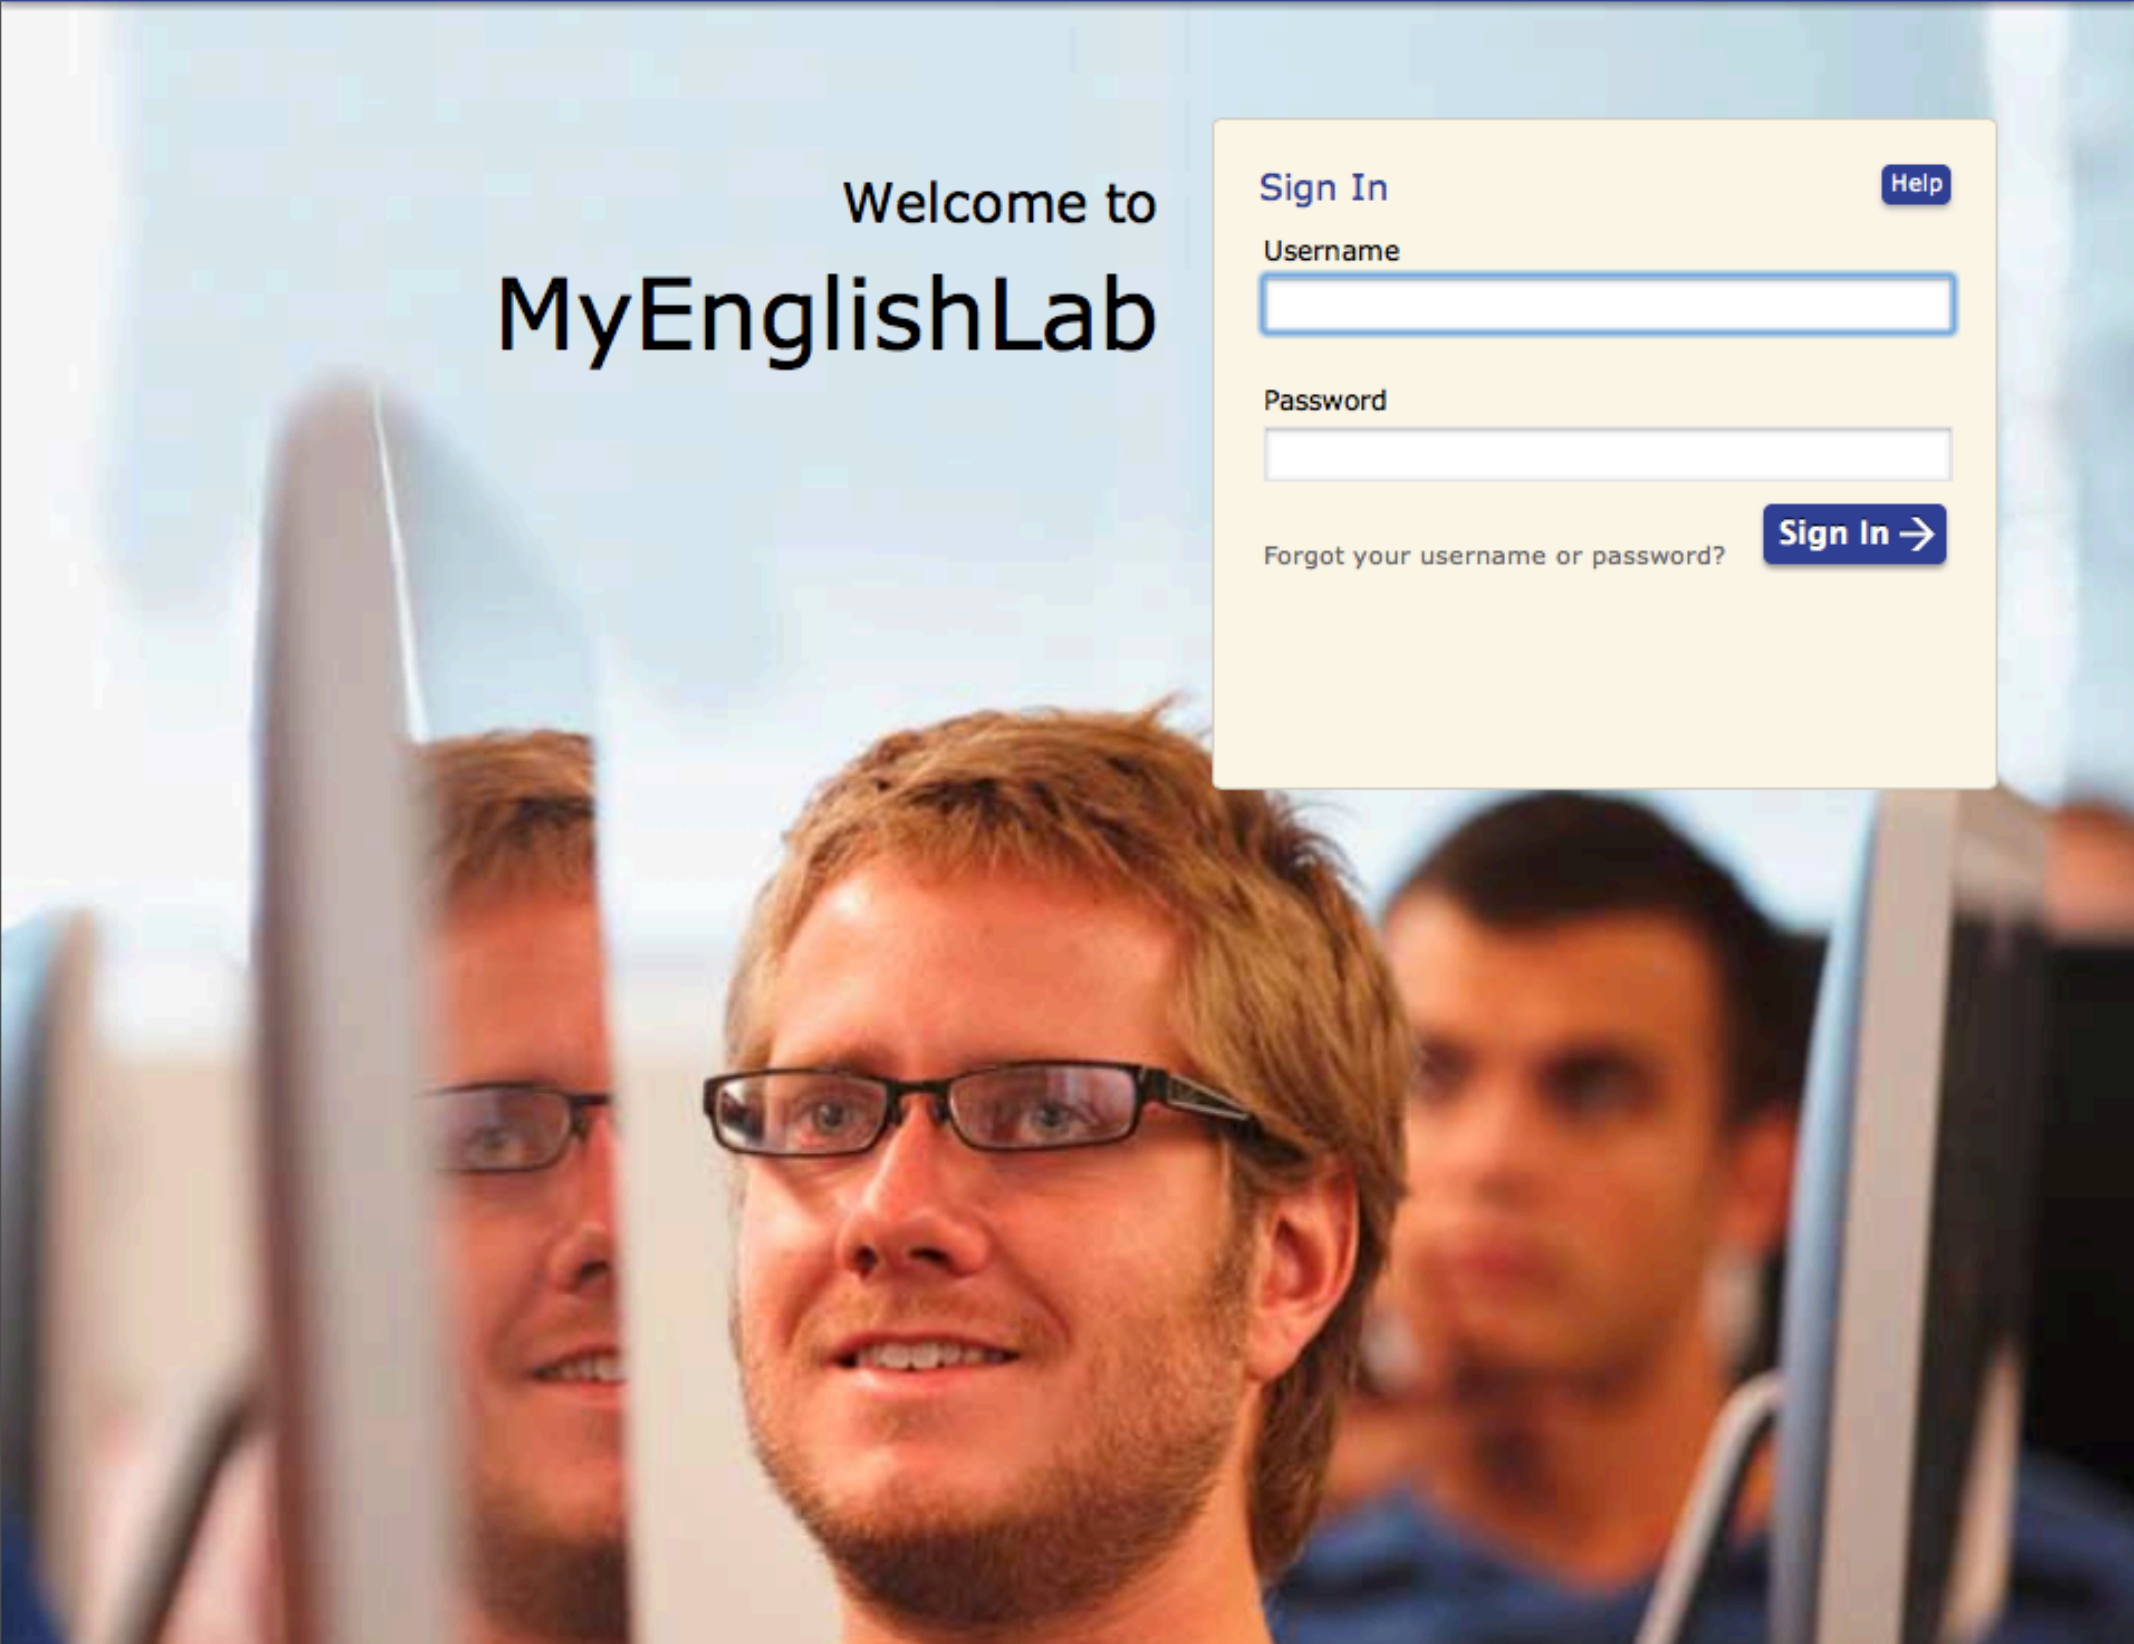 Welcome to
MyEnglishLab
Sign In
Help
Username
Password
Forgot your username or password?
Sign In →